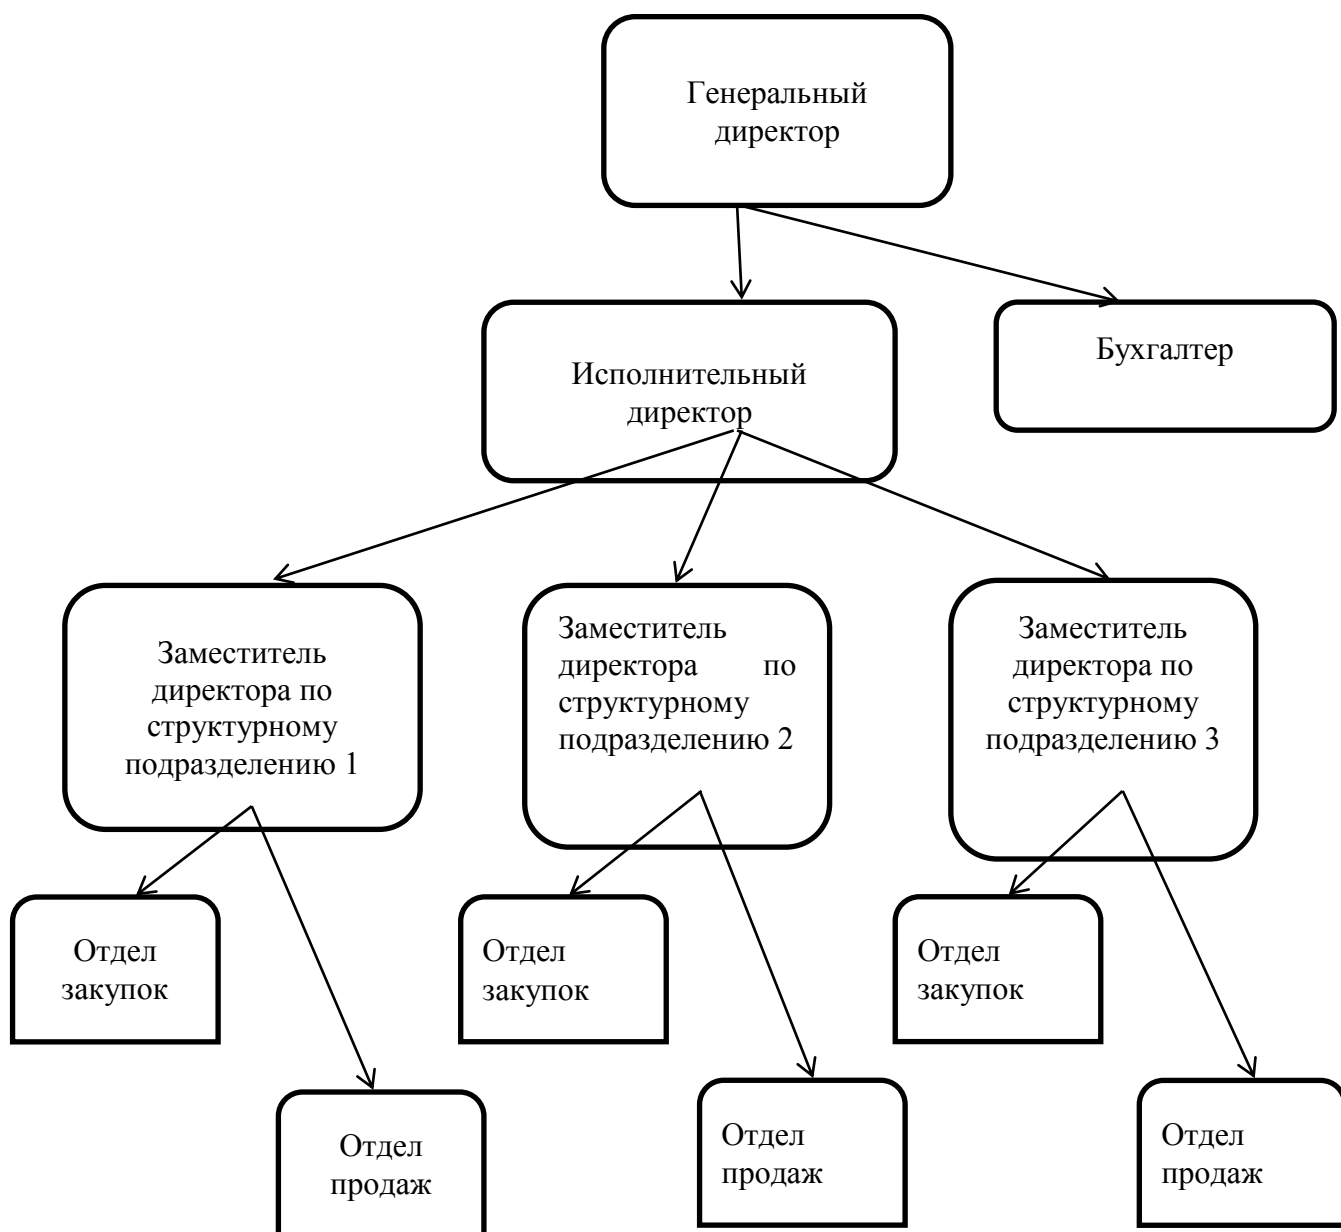 Генеральный
директор
Исполнительный
директор
Бухгалтер
Заместитель
директора по
структурному
подразделению 1
Заместитель
директора по
структурному
подразделению 2
Заместитель
директора по
структурному
подразделению 3
Отдел
закупок
Отдел
закупок
Отдел
закупок
Отдел
продаж
Отдел
продаж
Отдел
продаж